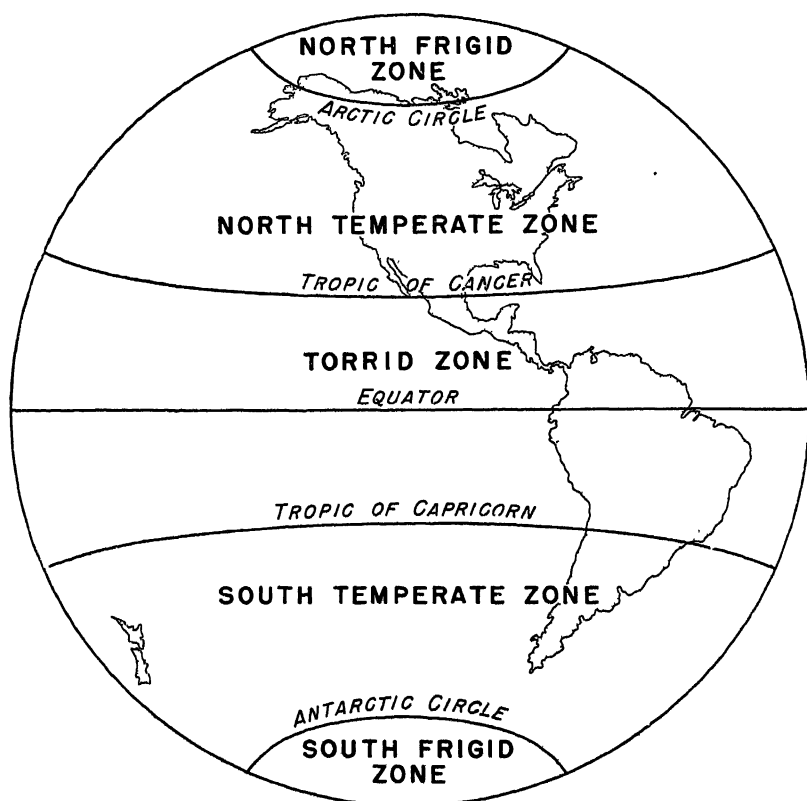 NORTH FRIGID
ZONE
ARCTIC CIRCLE
NORTH TEMPERATE ZONE
TROPIC OF CANCER
TORRID ZONE
EQUATOR
TROPIC OF CAPRICORN
SOUTH TEMPERATE ZONE
ANTARCTIC CIRCLE
SOUTH FRIGID
ZONE